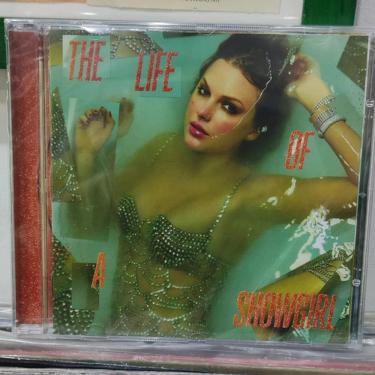 THE LIFE
OF
A
SHOWGIRL